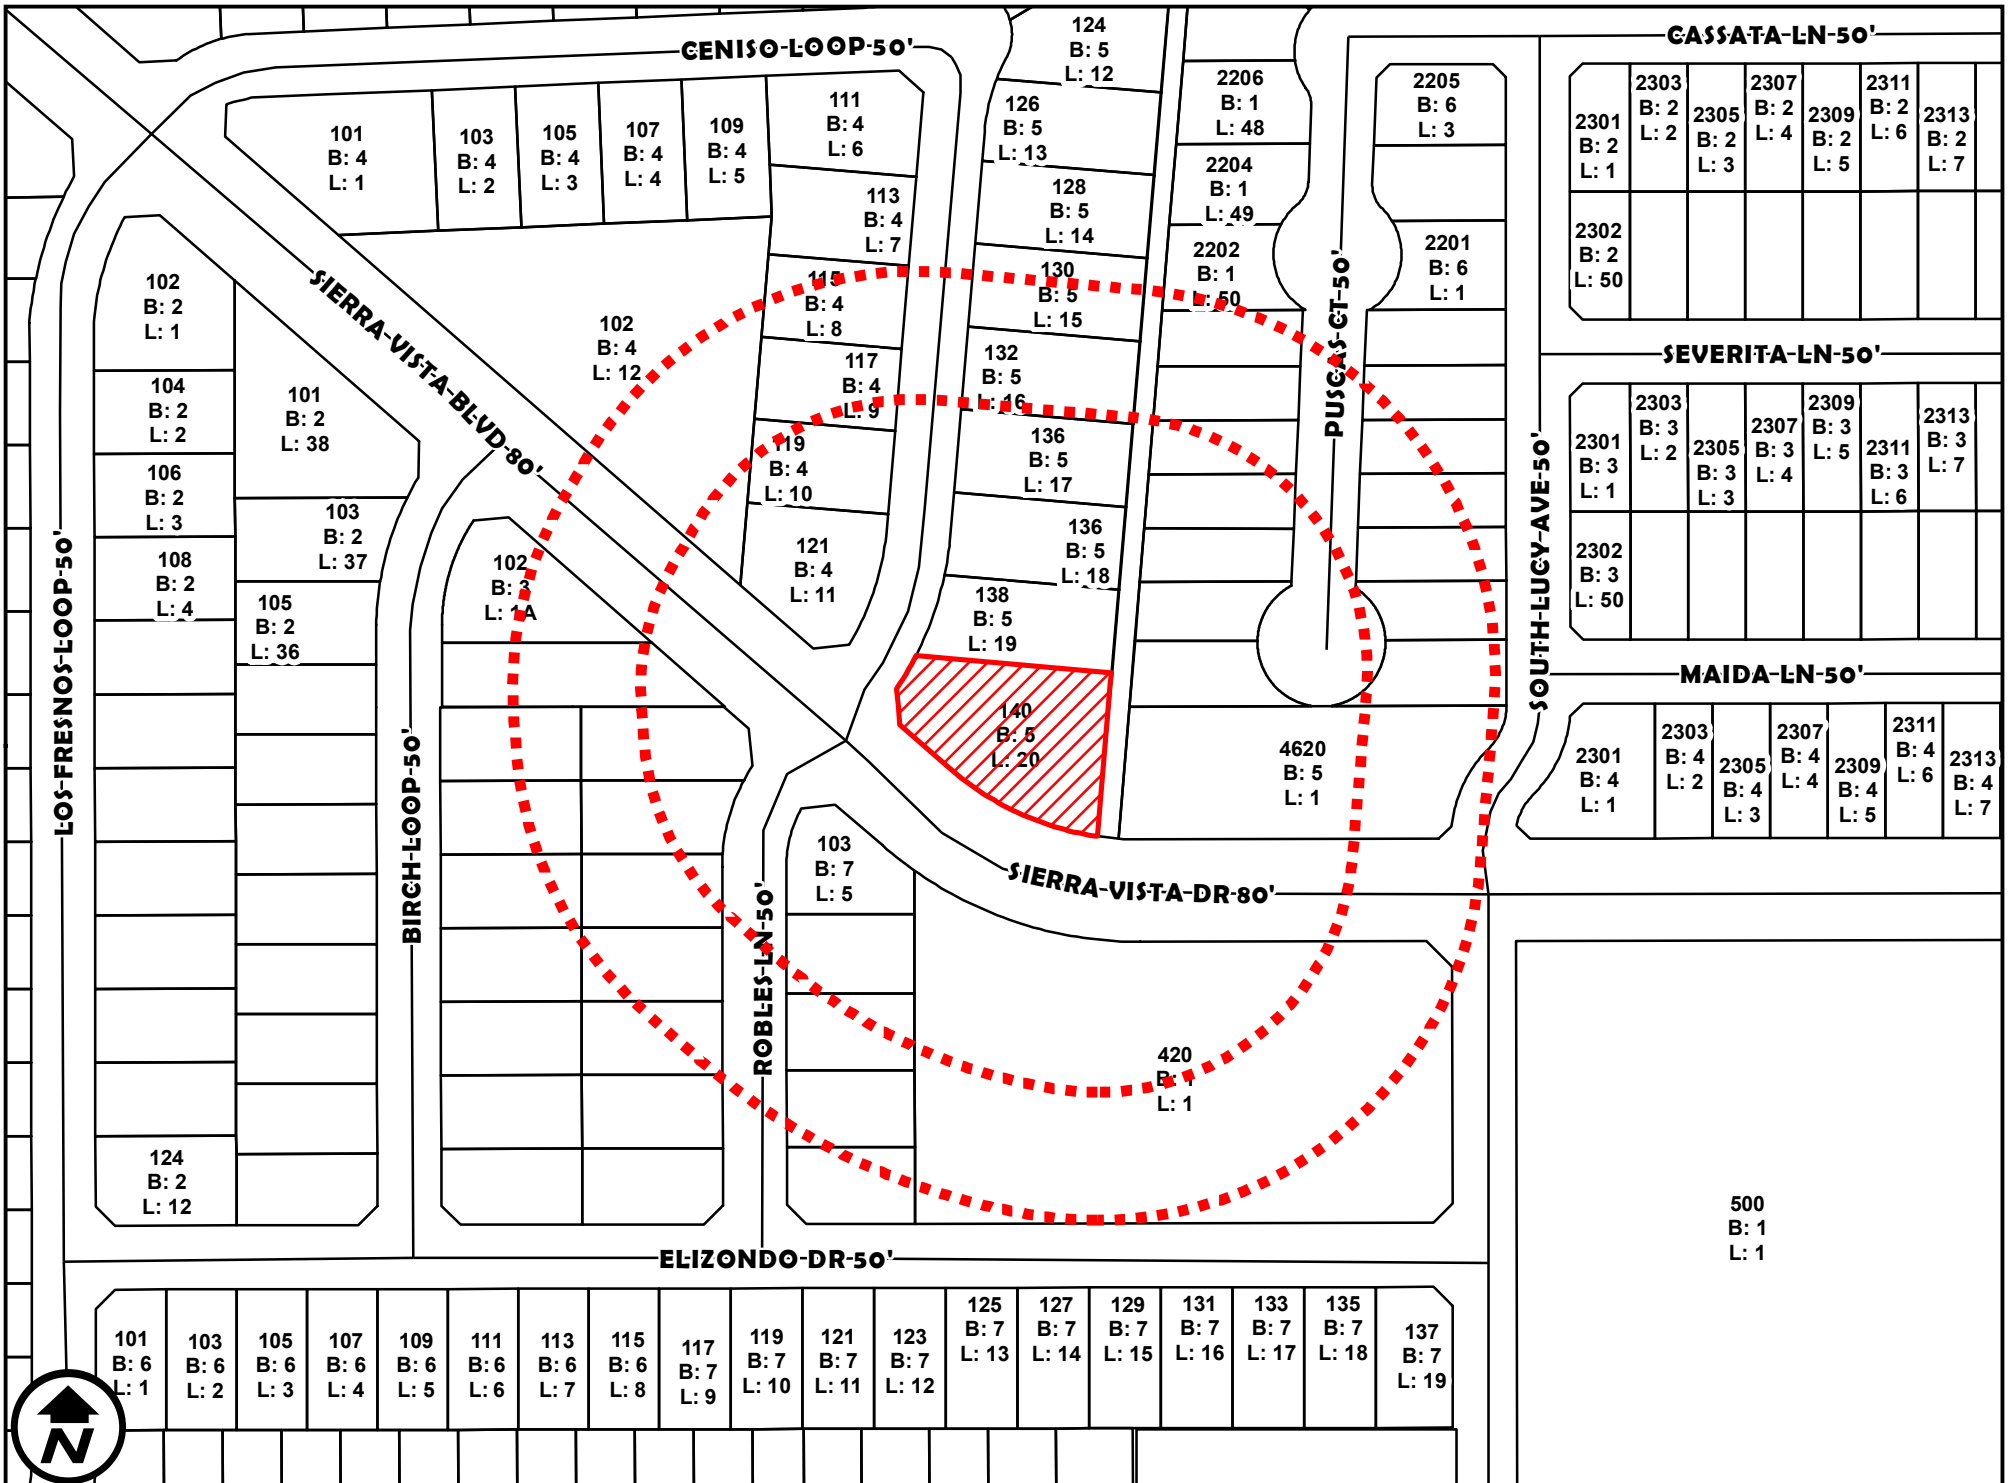 CENISO LOOP 50'
CASSATA LN 50'
124
B: 5
L: 12
2206
B: 1
L: 48
2205
B: 6
L: 3
2301
B: 2
L: 1
2303
B: 2
L: 2
2305
B: 2
L: 3
2307
B: 2
L: 4
2309
B: 2
L: 5
2311
B: 2
L: 6
2313
B: 2
L: 7
101
B: 4
L: 1
103
B: 4
L: 2
105
B: 4
L: 3
107
B: 4
L: 4
109
B: 4
L: 5
111
B: 4
L: 6
126
B: 5
L: 13
2204
B: 1
L: 49
113
B: 4
L: 7
128
B: 5
L: 14
2202
B: 1
L: 50
2201
B: 6
L: 1
2302
B: 2
L: 50
102
B: 2
L: 1
SIERRA VISTA BLVD 80'
102
B: 4
L: 12
115
B: 4
L: 8
130
B: 5
L: 15
PUSCAS CT 50'
SEVERITA LN 50'
104
B: 2
L: 2
101
B: 2
L: 38
117
B: 4
L: 9
132
B: 5
L: 16
2301
B: 3
L: 1
2303
B: 3
L: 2
2305
B: 3
L: 3
2307
B: 3
L: 4
2309
B: 3
L: 5
2311
B: 3
L: 6
2313
B: 3
L: 7
106
B: 2
L: 3
119
B: 4
L: 10
136
B: 5
L: 17
SOUTH LUCY AVE 50'
103
B: 2
L: 37
108
B: 2
L: 4
102
B: 3
L: 1A
121
B: 4
L: 11
136
B: 5
L: 18
2302
B: 3
L: 50
LOS FRESNOS LOOP 50'
105
B: 2
L: 36
138
B: 5
L: 19
MAIDA LN 50'
140
B: 5
L: 20
4620
B: 5
L: 1
2301
B: 4
L: 1
2303
B: 4
L: 2
2305
B: 4
L: 3
2307
B: 4
L: 4
2309
B: 4
L: 5
2311
B: 4
L: 6
2313
B: 4
L: 7
BIRCH LOOP 50'
103
B: 7
L: 5
SIERRA VISTA DR 80'
ROBLES LN 50'
420
B: 1
L: 1
124
B: 2
L: 12
500
B: 1
L: 1
ELIZONDO DR 50'
101
B: 6
L: 1
103
B: 6
L: 2
105
B: 6
L: 3
107
B: 6
L: 4
109
B: 6
L: 5
111
B: 6
L: 6
113
B: 6
L: 7
115
B: 6
L: 8
117
B: 7
L: 9
119
B: 7
L: 10
121
B: 7
L: 11
123
B: 7
L: 12
125
B: 7
L: 13
127
B: 7
L: 14
129
B: 7
L: 15
131
B: 7
L: 16
133
B: 7
L: 17
135
B: 7
L: 18
137
B: 7
L: 19
N